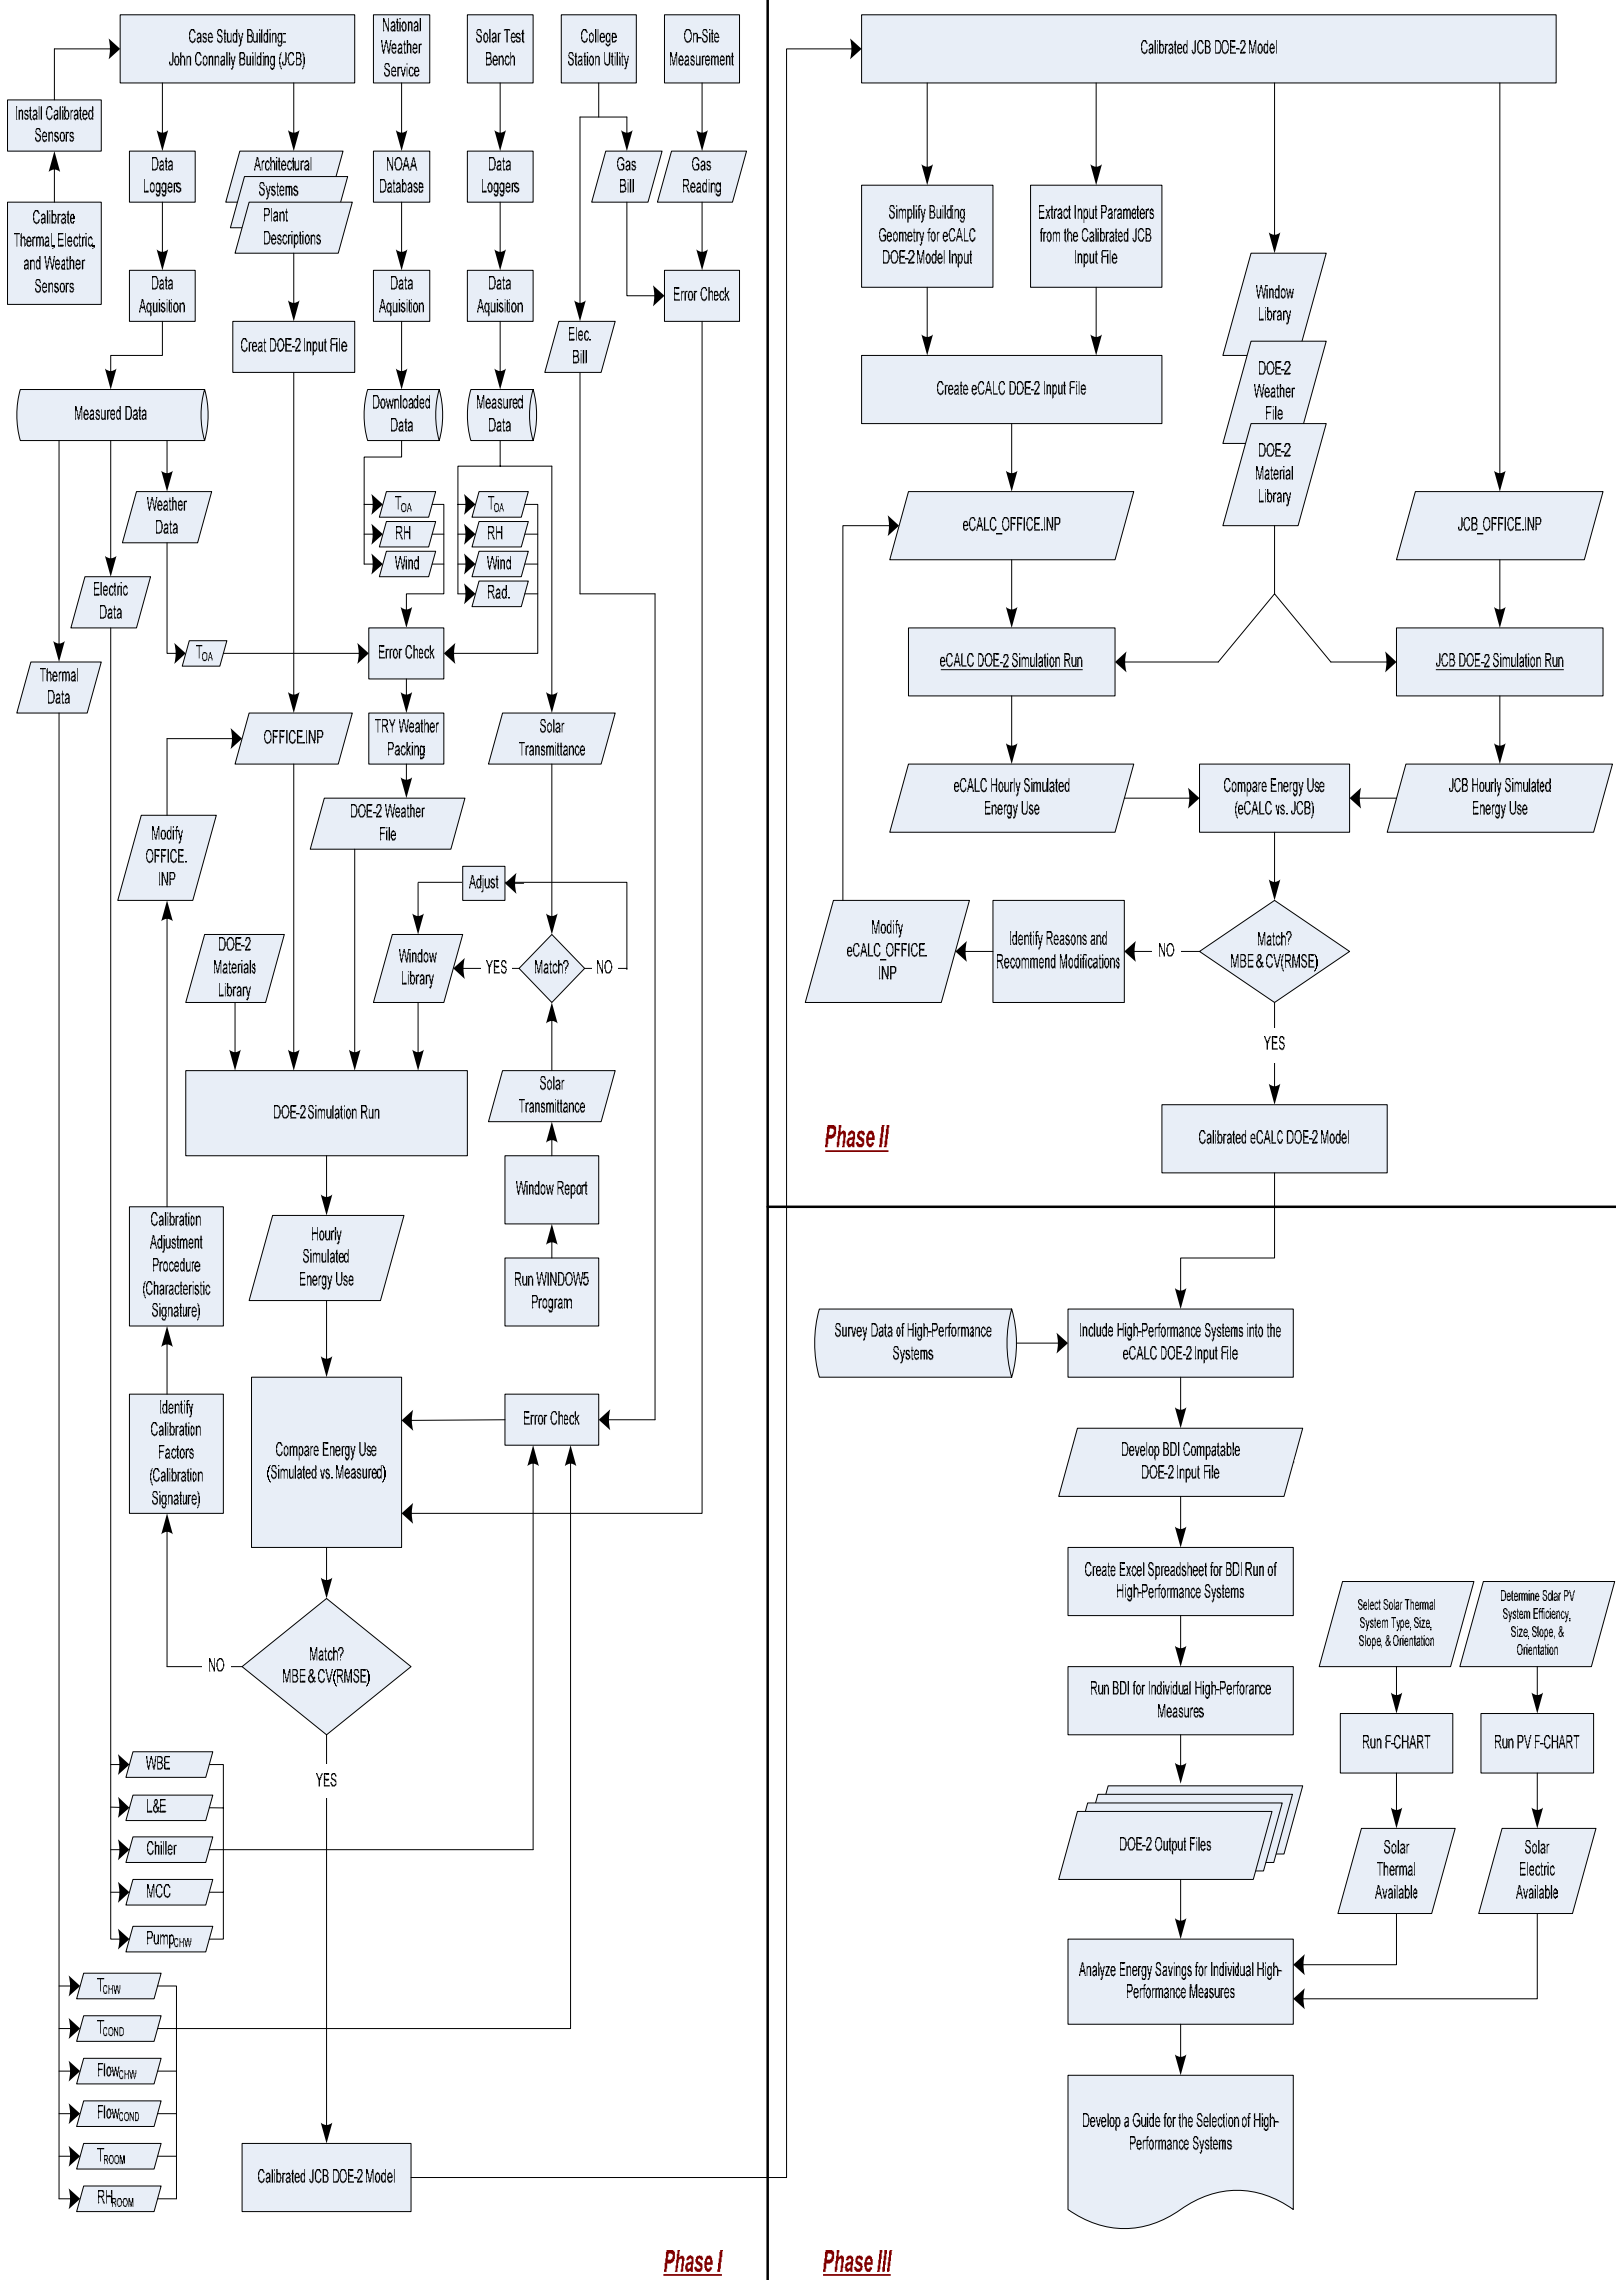 Case Study Building:
John Connally Building (JCB)
National
Weather
Service
Solar Test
Bench
College
Station Utility
On-Site
Measurement
Install Calibrated
Sensors
Data
Loggers
Architectural
Systems
Plant
Descriptions
NOAA
Database
Data
Loggers
Gas
Bill
Gas
Reading
Calibrate
Thermal, Electric,
and Weather
Sensors
Data
Aquisition
Data
Aquisition
Data
Aquisition
Error Check
Creat DOE-2 Input File
Elec.
Bill
Measured Data
Downloaded
Data
Measured
Data
Weather
Data
TOA
RH
Wind
TOA
RH
Wind
Rad.
Electric
Data
TOA
Error Check
Thermal
Data
OFFICE.INP
TRY Weather
Packing
Solar
Transmittance
DOE-2 Weather
File
Modify
OFFICE.
INP
Adjust
DOE-2
Materials
Library
Window
Library
YES
Match?
NO
DOE-2 Simulation Run
Solar
Transmittance
Window Report
Calibration
Adjustment
Procedure
(Characteristic
Signature)
Hourly
Simulated
Energy Use
Run WINDOW5
Program
Identify
Calibration
Factors
(Calibration
Signature)
Compare Energy Use
(Simulated vs. Measured)
Error Check
NO
Match?
MBE & CV(RMSE)
YES
WBE
L&E
Chiller
MCC
PumpCHW
TCHW
TCOND
FlowCHW
FlowCOND
TROOM
RHROOM
Calibrated JCB DOE-2 Model
Phase I
Calibrated JCB DOE-2 Model
Simplify Building
Geometry for eCALC
DOE-2 Model Input
Extract Input Parameters
from the Calibrated JCB
Input File
Window
Library
DOE-2
Weather
File
DOE-2
Material
Library
Create eCALC DOE-2 Input File
eCALC_OFFICE.INP
JCB_OFFICE.INP
eCALC DOE-2 Simulation Run
JCB DOE-2 Simulation Run
eCALC Hourly Simulated
Energy Use
Compare Energy Use
(eCALC vs. JCB)
JCB Hourly Simulated
Energy Use
Modify
eCALC_OFFICE.
INP
Identify Reasons and
Recommend Modifications
NO
Match?
MBE & CV(RMSE)
YES
Calibrated eCALC DOE-2 Model
Phase II
Survey Data of High-Performance
Systems
Include High-Performance Systems into the
eCALC DOE-2 Input File
Develop BDI Compatable
DOE-2 Input File
Create Excel Spreadsheet for BDI Run of
High-Performance Systems
Select Solar Thermal
System Type, Size,
Slope, & Orientation
Determine Solar PV
System Efficiency,
Size, Slope, &
Orientation
Run BDI for Individual High-Perforance
Measures
Run F-CHART
Run PV F-CHART
DOE-2 Output Files
Solar
Thermal
Available
Solar
Electric
Available
Analyze Energy Savings for Individual High-
Performance Measures
Develop a Guide for the Selection of High-
Performance Systems
Phase III